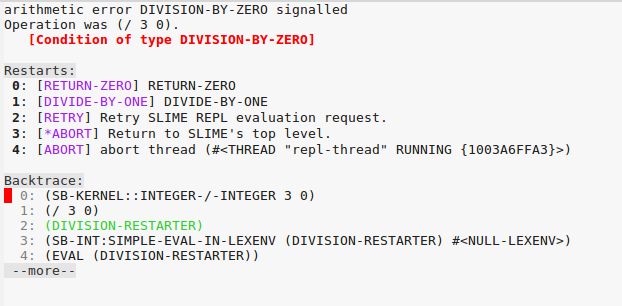 arithmetic error DIVISION-BY-ZERO signalled
Operation was (/ 3 0).
[Condition of type DIVISION-BY-ZERO]
Restarts:
0: [RETURN-ZERO] RETURN-ZERO
1: [DIVIDE-BY-ONE] DIVIDE-BY-ONE
2: [RETRY] Retry SLIME REPL evaluation request.
3: [*ABORT] Return to SLIME's top level.
4: [ABORT] abort thread (#<THREAD "repl-thread" RUNNING {1003A6FFA3}>)
Backtrace:
0: (SB-KERNEL::INTEGER-/-INTEGER 3 0)
1: (/ 3 0)
2: (DIVISION-RESTARTER)
3: (SB-INT:SIMPLE-EVAL-IN-LEXENV (DIVISION-RESTARTER) #<NULL-LEXENV>)
4: (EVAL (DIVISION-RESTARTER))
--more--